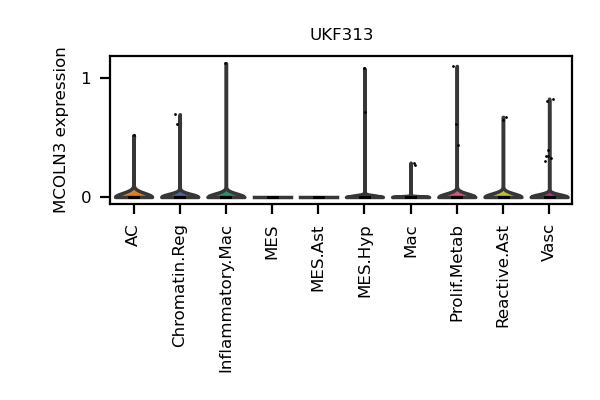 UKF313
MCOLN3 expression
1
0
AC
Chromatin.Reg
Inflammatory.Mac
MES
MES.Ast
MES.Hyp
Mac
Prolif.Metab
Reactive.Ast
Vasc